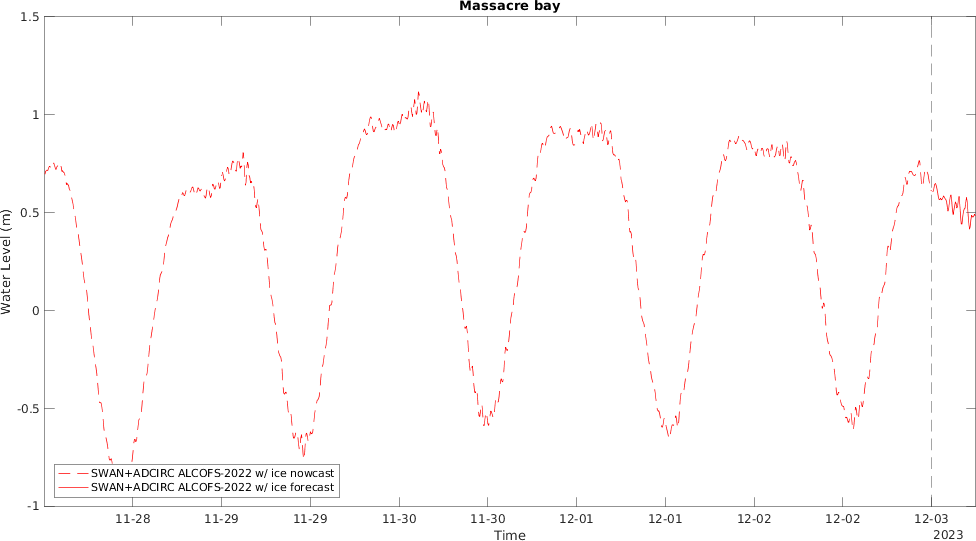 Massacre bay
1.5
1
0.5
0
-0.5
-1
Water Level (m)
SWAN+ADCIRC ALCOFS-2022 w/ ice nowcast
SWAN+ADCIRC ALCOFS-2022 w/ ice forecast
11-28 11-29 11-29 11-30 11-30 12-01 12-01 12-02 12-02 12-03
Time
2023